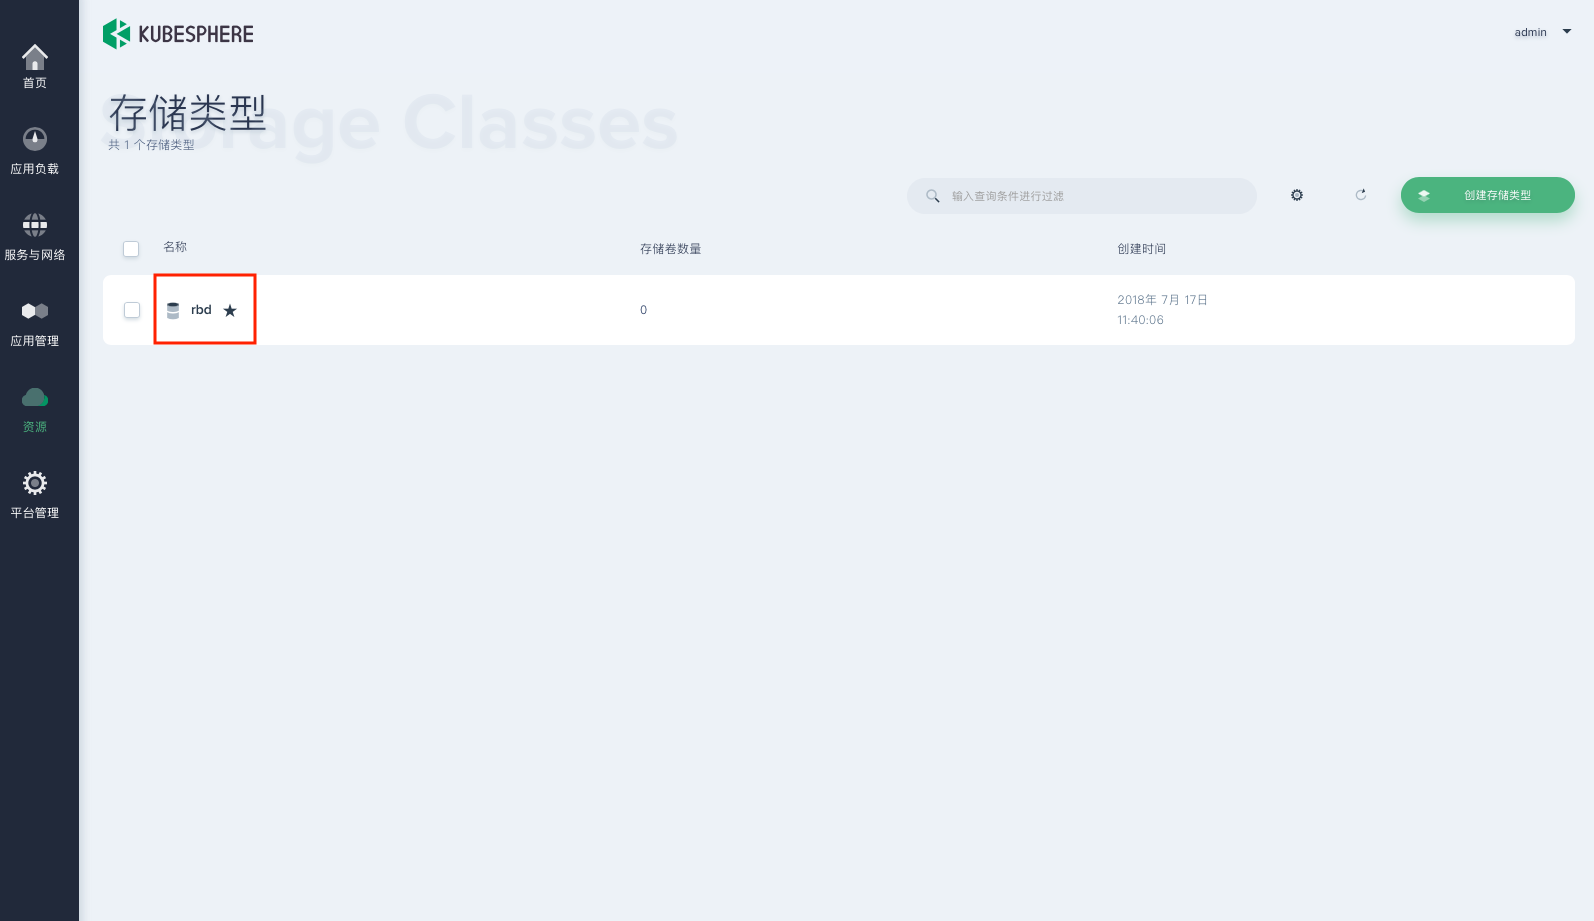 KUBESPHERE
admin
首页
应用负载
服务与网络
应用管理
资源
平台管理
Storage Classes
存储类型
共 1 个存储类型
输入查询条件进行过滤
创建存储类型
名称
存储卷数量
创建时间
rbd
0
2018年 7月 17日
11:40:06